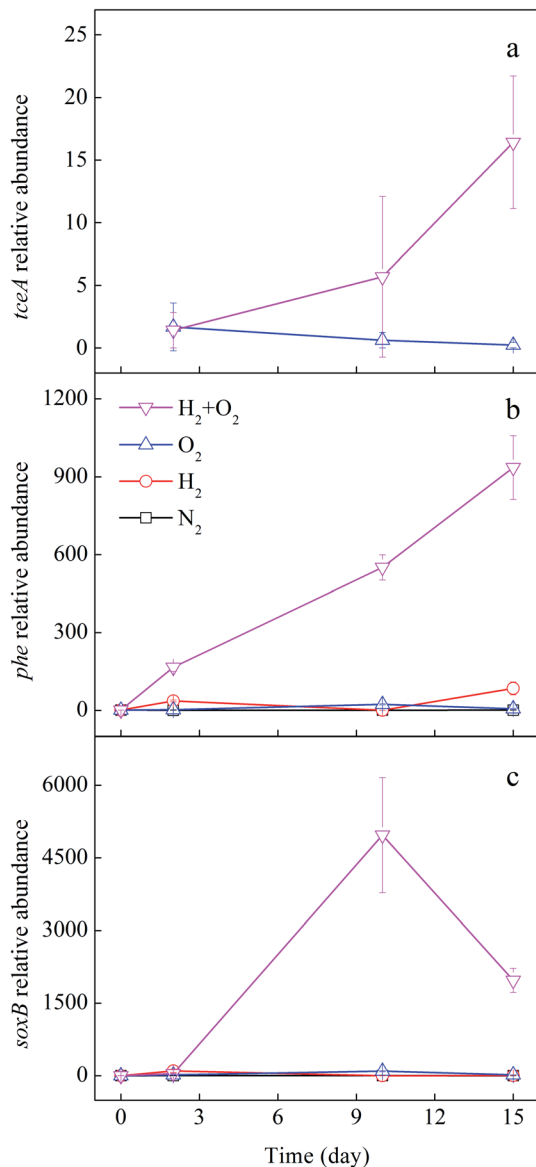 a
25
20
15
10
5
0
tceA relative abundance
b
1200
900
600
300
0
phe relative abundance
H₂+O₂
O₂
H₂
N₂
c
6000
4500
3000
1500
0
soxB relative abundance
0 3 6 9 12 15
Time (day)